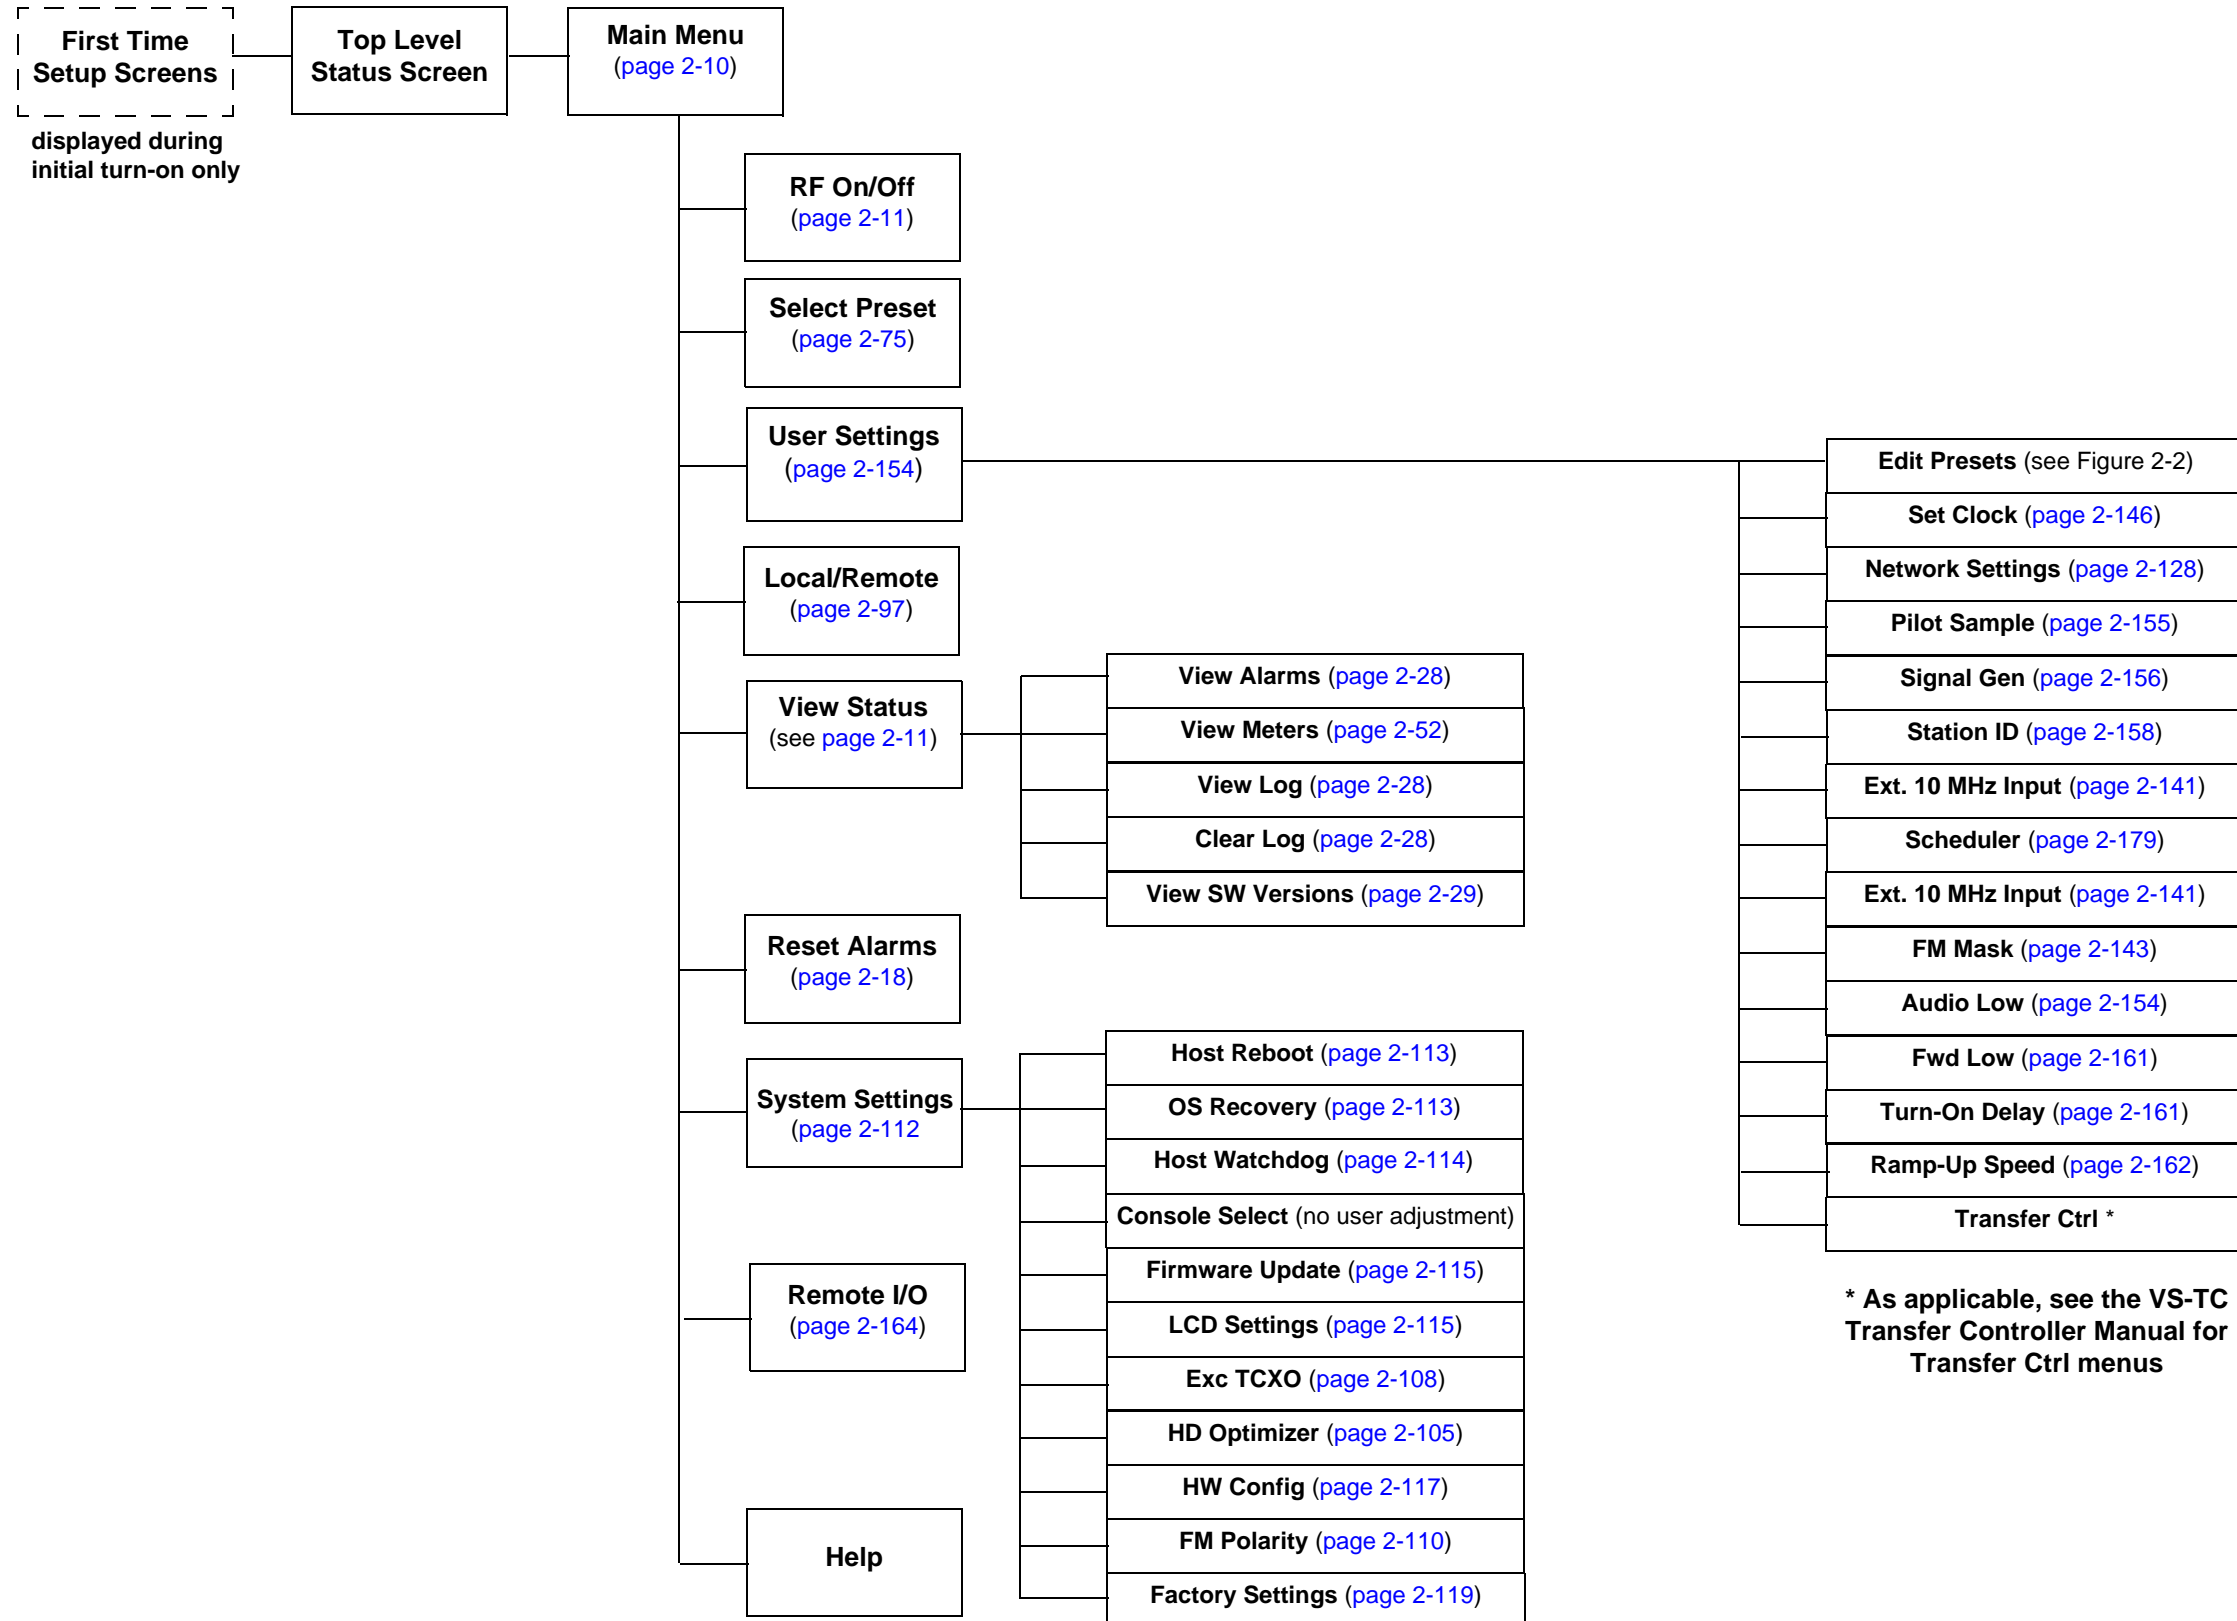 First Time
Setup Screens
displayed during
initial turn-on only
Top Level
Status Screen
Main Menu
(page 2-10)
RF On/Off
(page 2-11)
Select Preset
(page 2-75)
User Settings
(page 2-154)
Local/Remote
(page 2-97)
View Status
(see page 2-11)
Reset Alarms
(page 2-18)
System Settings
(page 2-112
Remote I/O
(page 2-164)
Help
View Alarms (page 2-28)
View Meters (page 2-52)
View Log (page 2-28)
Clear Log (page 2-28)
View SW Versions (page 2-29)
Host Reboot (page 2-113)
OS Recovery (page 2-113)
Host Watchdog (page 2-114)
Console Select (no user adjustment)
Firmware Update (page 2-115)
LCD Settings (page 2-115)
Exc TCXO (page 2-108)
HD Optimizer (page 2-105)
HW Config (page 2-117)
FM Polarity (page 2-110)
Factory Settings (page 2-119)
Edit Presets (see Figure 2-2)
Set Clock (page 2-146)
Network Settings (page 2-128)
Pilot Sample (page 2-155)
Signal Gen (page 2-156)
Station ID (page 2-158)
Ext. 10 MHz Input (page 2-141)
Scheduler (page 2-179)
Ext. 10 MHz Input (page 2-141)
FM Mask (page 2-143)
Audio Low (page 2-154)
Fwd Low (page 2-161)
Turn-On Delay (page 2-161)
Ramp-Up Speed (page 2-162)
Transfer Ctrl *
* As applicable, see the VS-TC
Transfer Controller Manual for
Transfer Ctrl menus